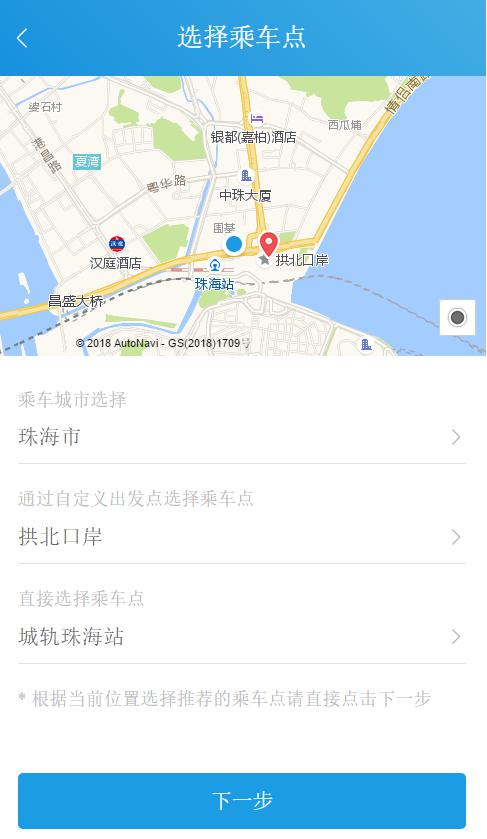 选择乘车点
婆石村
情侣南路
银都(嘉柏)酒店
西瓜埔
港昌路
夏湾
粤华路
中珠大厦
围基
汉庭酒店
拱北口岸
珠海站
昌盛大桥
© 2018 AutoNavi - GS(2018)1709号
乘车城市选择
珠海市
通过自定义出发点选择乘车点
拱北口岸
直接选择乘车点
城轨珠海站
* 根据当前位置选择推荐的乘车点请直接点击下一步
下一步